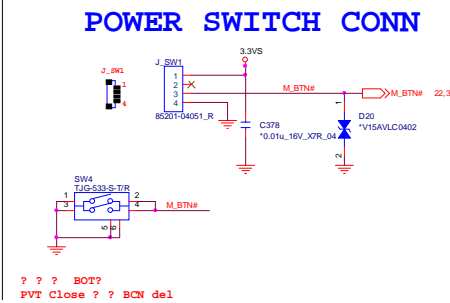 POWER SWITCH CONN
3.3VS
J_SW1
J_SW1
1
4
1
2
3
4
85201-04051_R
M_BTN#
M_BTN# 22,3
C378
*0.01u_16V_X7R_04
1
D20
*V15AVLC0402
2
SW4
TJG-533-S-T/R
1
3
2
4
M_BTN#
5
6
? ? ? BOT?
PVT Close ? ? BCN del